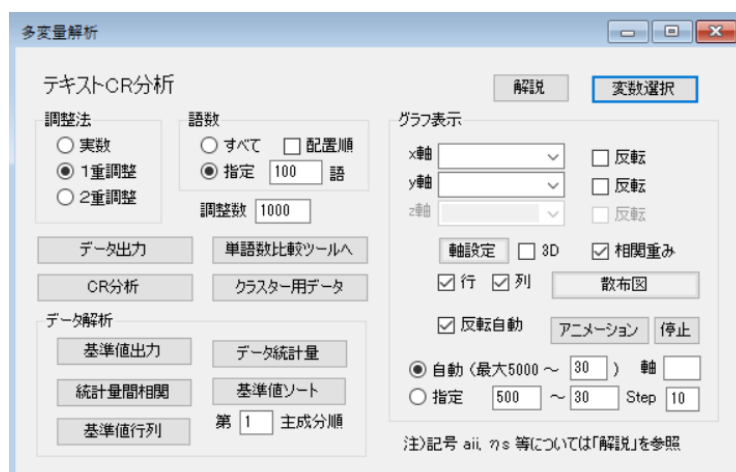 多変量解析
テキストCR分析
解説
変数選択
調整法
実数
1重調整
2重調整
語数
すべて
配置順
指定 100 語
調整数 1000
データ出力
単語数比較ツールへ
CR分析
クラスター用データ
データ解析
基準値出力
データ統計量
統計量間相関
基準値ソート
基準値行列
第 1 主成分順
グラフ表示
x軸
反転
y軸
反転
z軸
反転
軸設定
3D
相関重み
行
列
散布図
反転自動
アニメーション
停止
自動(最大5000 ~ 30 ) 軸
指定 500 ~ 30 Step 10
注)記号 aii, ηs 等については「解説」を参照